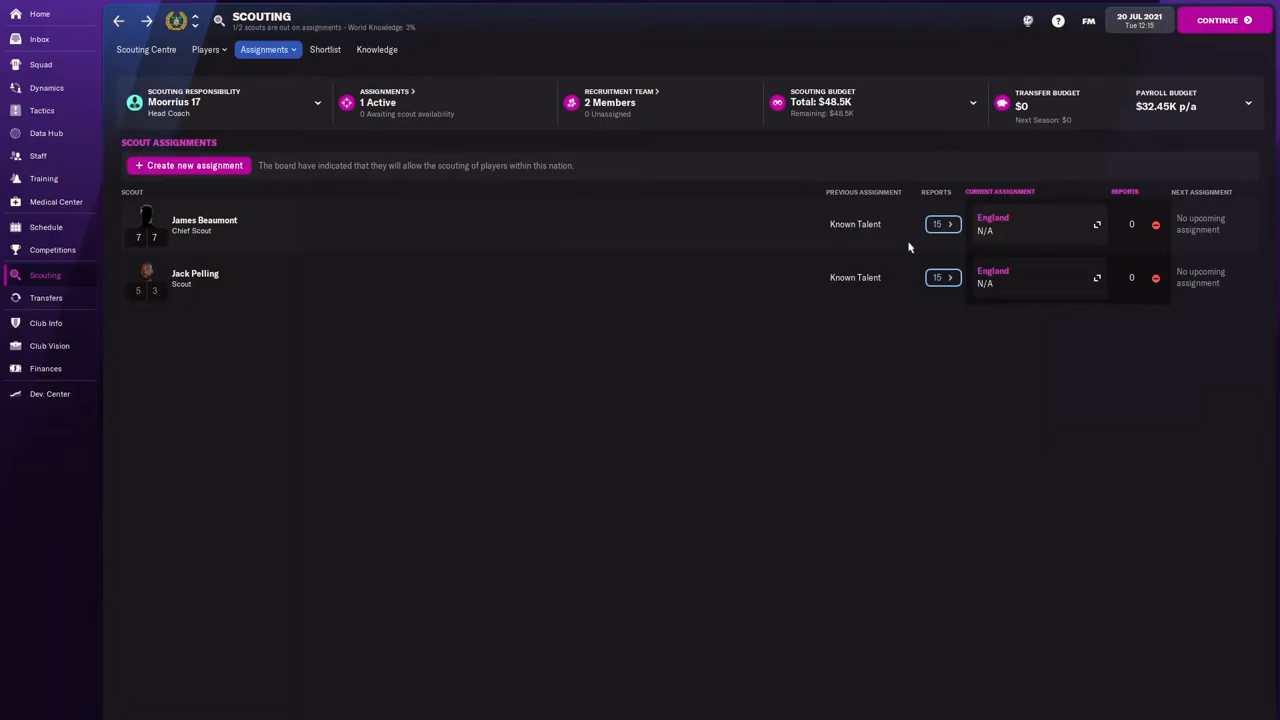 Home
Inbox
Squad
Dynamics
Tactics
Data Hub
Staff
Training
Medical Center
Schedule
Competitions
Scouting
Transfers
Club Info
Club Vision
Finances
Dev. Center
SCOUTING
1/2 scouts are out on assignments - World Knowledge: 3%
?
FM
20 JUL 2021
Tue 12:15
CONTINUE
Scouting Centre
Players
Assignments
Shortlist
Knowledge
SCOUTING RESPONSIBILITY
Moorrius 17
Head Coach
ASSIGNMENTS >
1 Active
0 Awaiting scout availability
RECRUITMENT TEAM >
2 Members
0 Unassigned
SCOUTING BUDGET
Total: $48.5K
Remaining: $48.5K
TRANSFER BUDGET
$0
Next Season: $0
PAYROLL BUDGET
$32.45K p/a
SCOUT ASSIGNMENTS
+ Create new assignment
The board have indicated that they will allow the scouting of players within this nation.
SCOUT
PREVIOUS ASSIGNMENT
REPORTS
CURRENT ASSIGNMENT
REPORTS
NEXT ASSIGNMENT
7 7
James Beaumont
Chief Scout
Known Talent
15 >
England
N/A
0
No upcoming
assignment
5 3
Jack Pelling
Scout
Known Talent
15 >
England
N/A
0
No upcoming
assignment